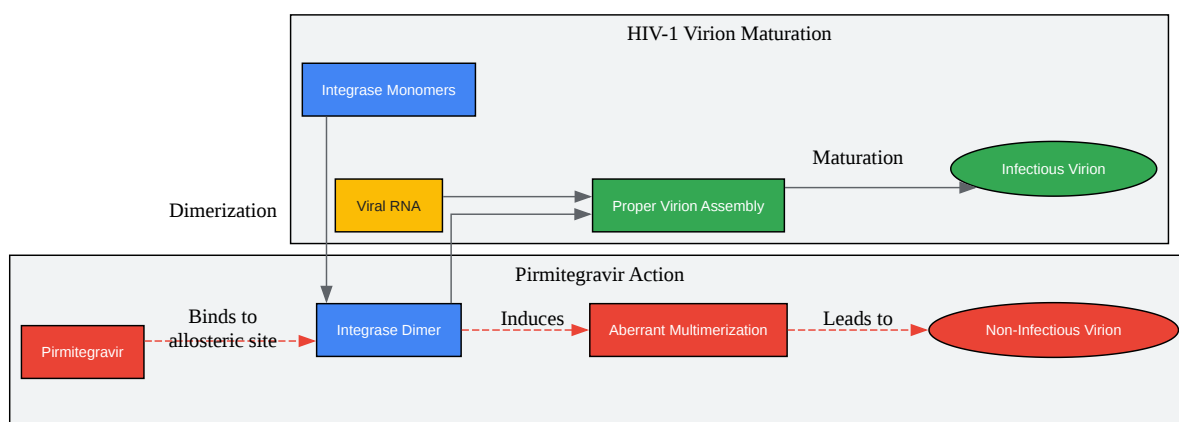 HIV-1 Virion Maturation
Integrase Monomers
Maturation
Infectious Virion
Viral RNA
Proper Virion Assembly
Dimerization
Pirmitegravir Action
Binds to
allosteric site
Induces
Leads to
Pirmitegravir
Integrase Dimer
Aberrant Multimerization
Non-Infectious Virion